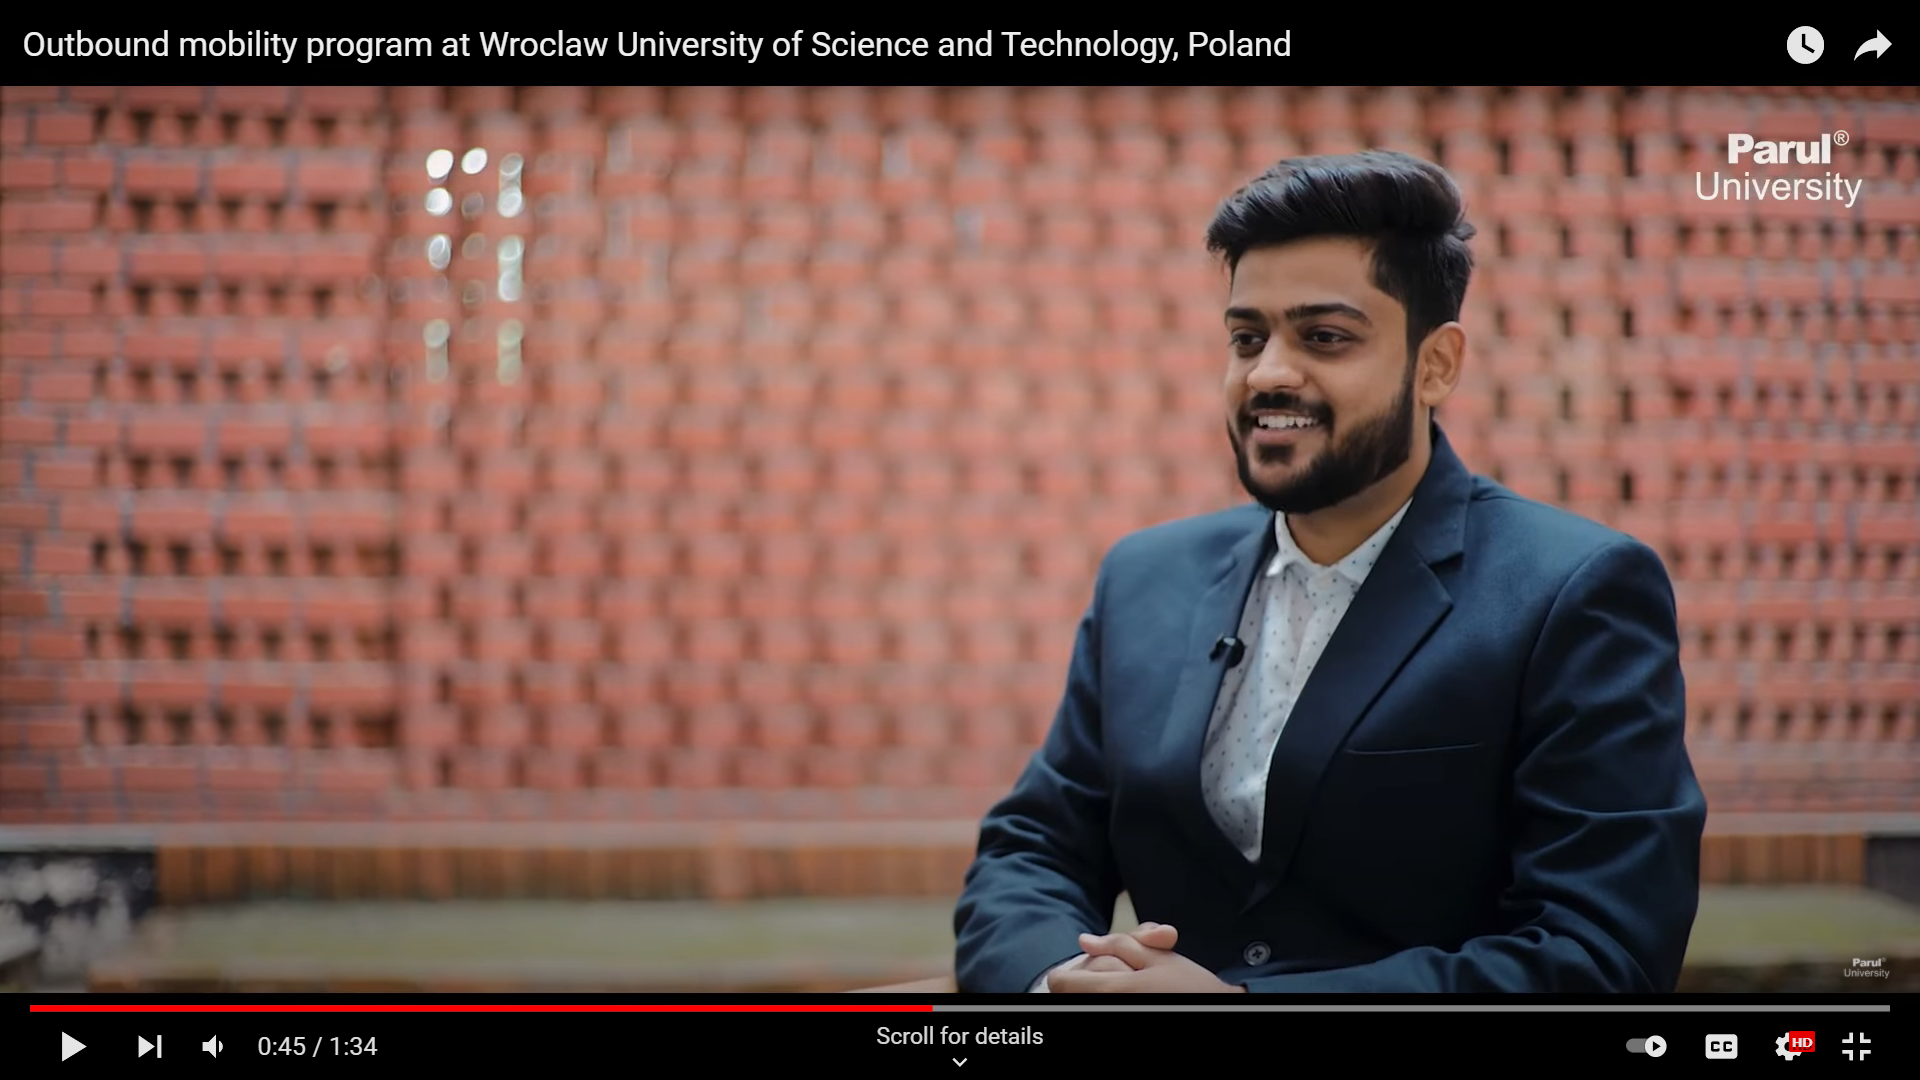 Outbound mobility program at Wroclaw University of Science and Technology, Poland
Parul®
University
Parul®
University
0:45 / 1:34
Scroll for details
CC
HD